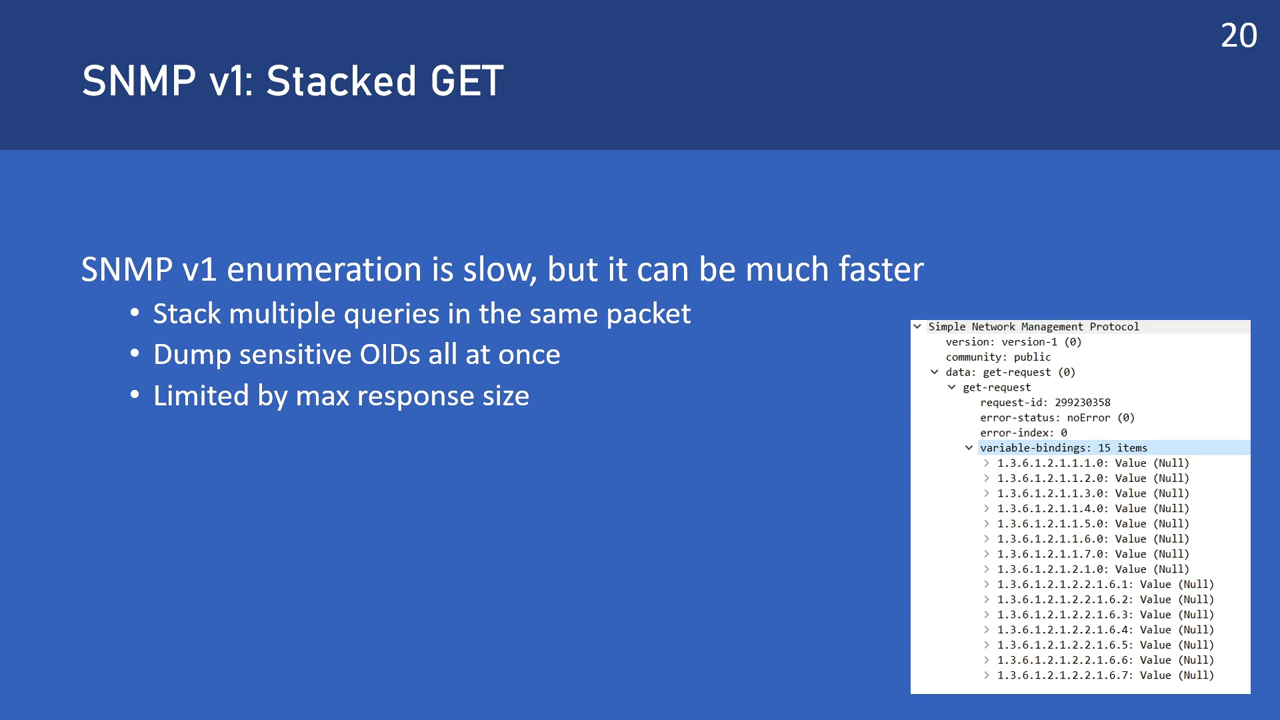 20
SNMP v1: Stacked GET
SNMP v1 enumeration is slow, but it can be much faster
• Stack multiple queries in the same packet
• Dump sensitive OIDs all at once
• Limited by max response size
Simple Network Management Protocol
version: version-1 (0)
community: public
data: get-request (0)
get-request
request-id: 299230358
error-status: noError (0)
error-index: 0
variable-bindings: 15 items
1.3.6.1.2.1.1.1.0: Value (Null)
1.3.6.1.2.1.1.2.0: Value (Null)
1.3.6.1.2.1.1.3.0: Value (Null)
1.3.6.1.2.1.1.4.0: Value (Null)
1.3.6.1.2.1.1.5.0: Value (Null)
1.3.6.1.2.1.1.6.0: Value (Null)
1.3.6.1.2.1.1.7.0: Value (Null)
1.3.6.1.2.1.2.1.0: Value (Null)
1.3.6.1.2.1.2.2.1.6.1: Value (Null)
1.3.6.1.2.1.2.2.1.6.2: Value (Null)
1.3.6.1.2.1.2.2.1.6.3: Value (Null)
1.3.6.1.2.1.2.2.1.6.4: Value (Null)
1.3.6.1.2.1.2.2.1.6.5: Value (Null)
1.3.6.1.2.1.2.2.1.6.6: Value (Null)
1.3.6.1.2.1.2.2.1.6.7: Value (Null)